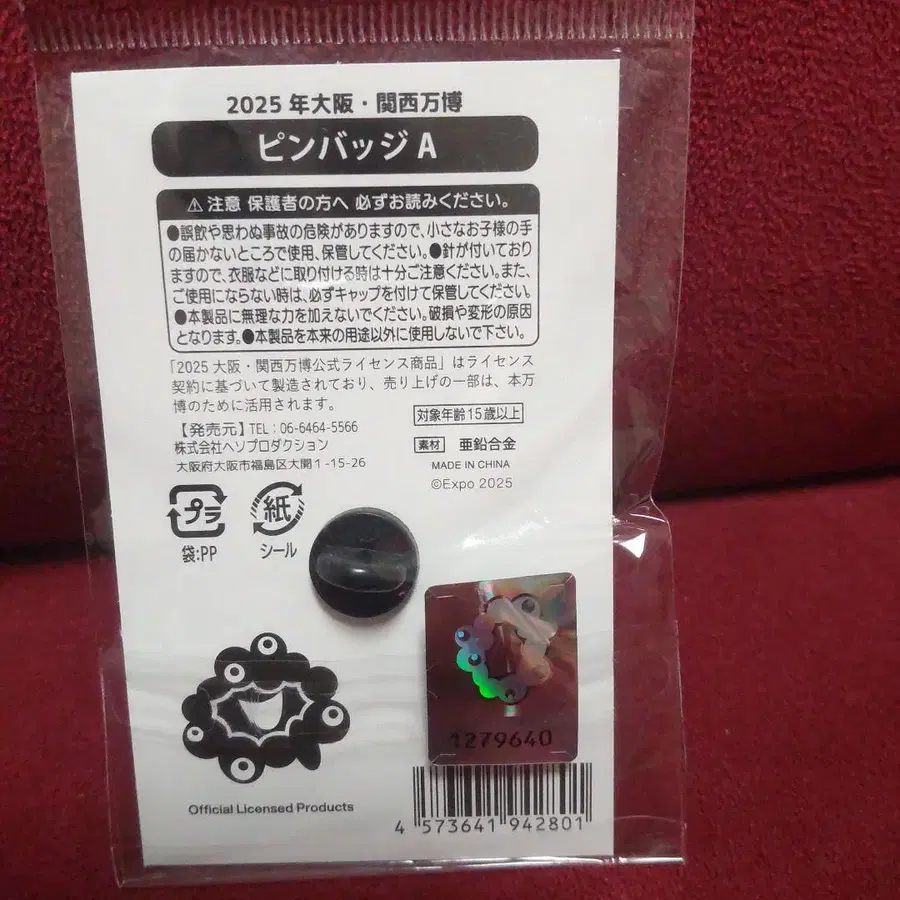 2025年大阪・関西万博
ピンバッジA
⚠注意 保護者の方へ 必ずお読みください。
●誤飲や思わぬ事故の危険がありますので、小さなお子様の手
の届かないところで使用、保管してください。●針が付いており
ますので、衣服などに取り付ける時は十分ご注意ください。また、
ご使用にならない時は、必ずキャップを付けて保管してください。
●本製品に無理な力を加えないでください。破損や変形の原因
となります。●本製品を本来の用途以外に使用しないで下さい。
「2025大阪・関西万博公式ライセンス商品」はライセンス
契約に基づいて製造されており、売り上げの一部は、本万
博のために活用されます。
対象年齢15歳以上
【発売元】TEL:06-6464-5566
株式会社ヘソプロダクション
大阪府大阪市福島区大開1-15-26
素材 亜鉛合金
MADE IN CHINA
©Expo 2025
プラ
袋:PP
紙
シール
1279640
Official Licensed Products
4 573641 942801